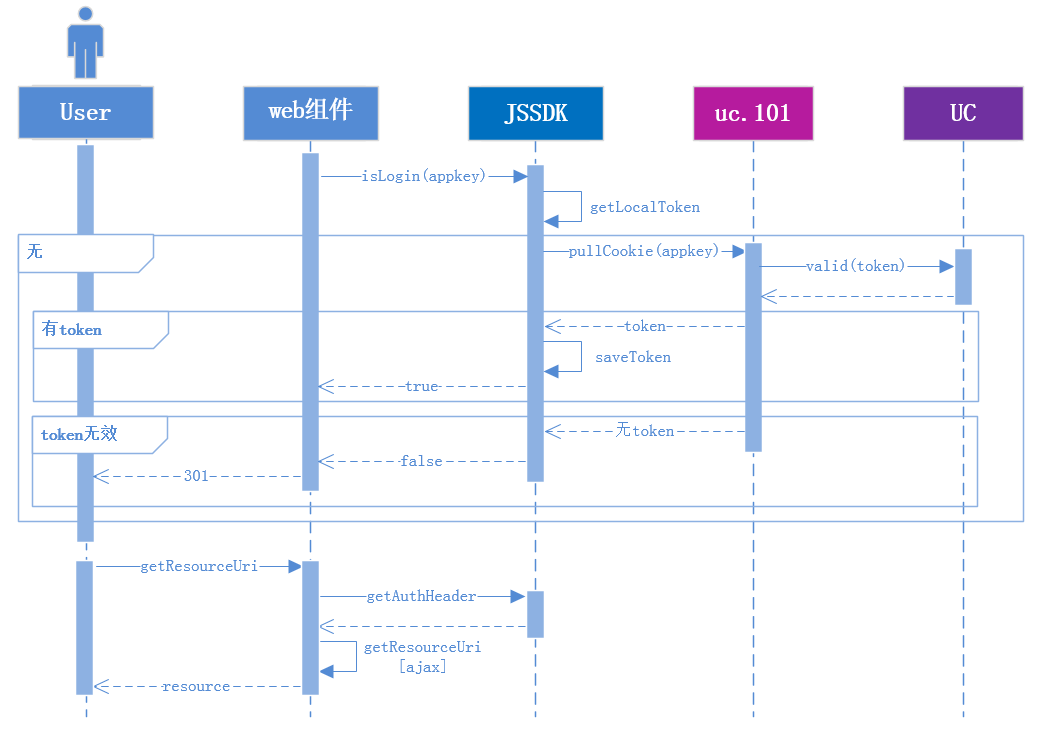 User
web组件
JSSDK
uc.101
UC
isLogin(appkey)
getLocalToken
无
pullCookie(appkey)
valid(token)
有token
token
saveToken
true
token无效
无token
false
301
getResourceUri
getAuthHeader
getResourceUri
[ajax]
resource